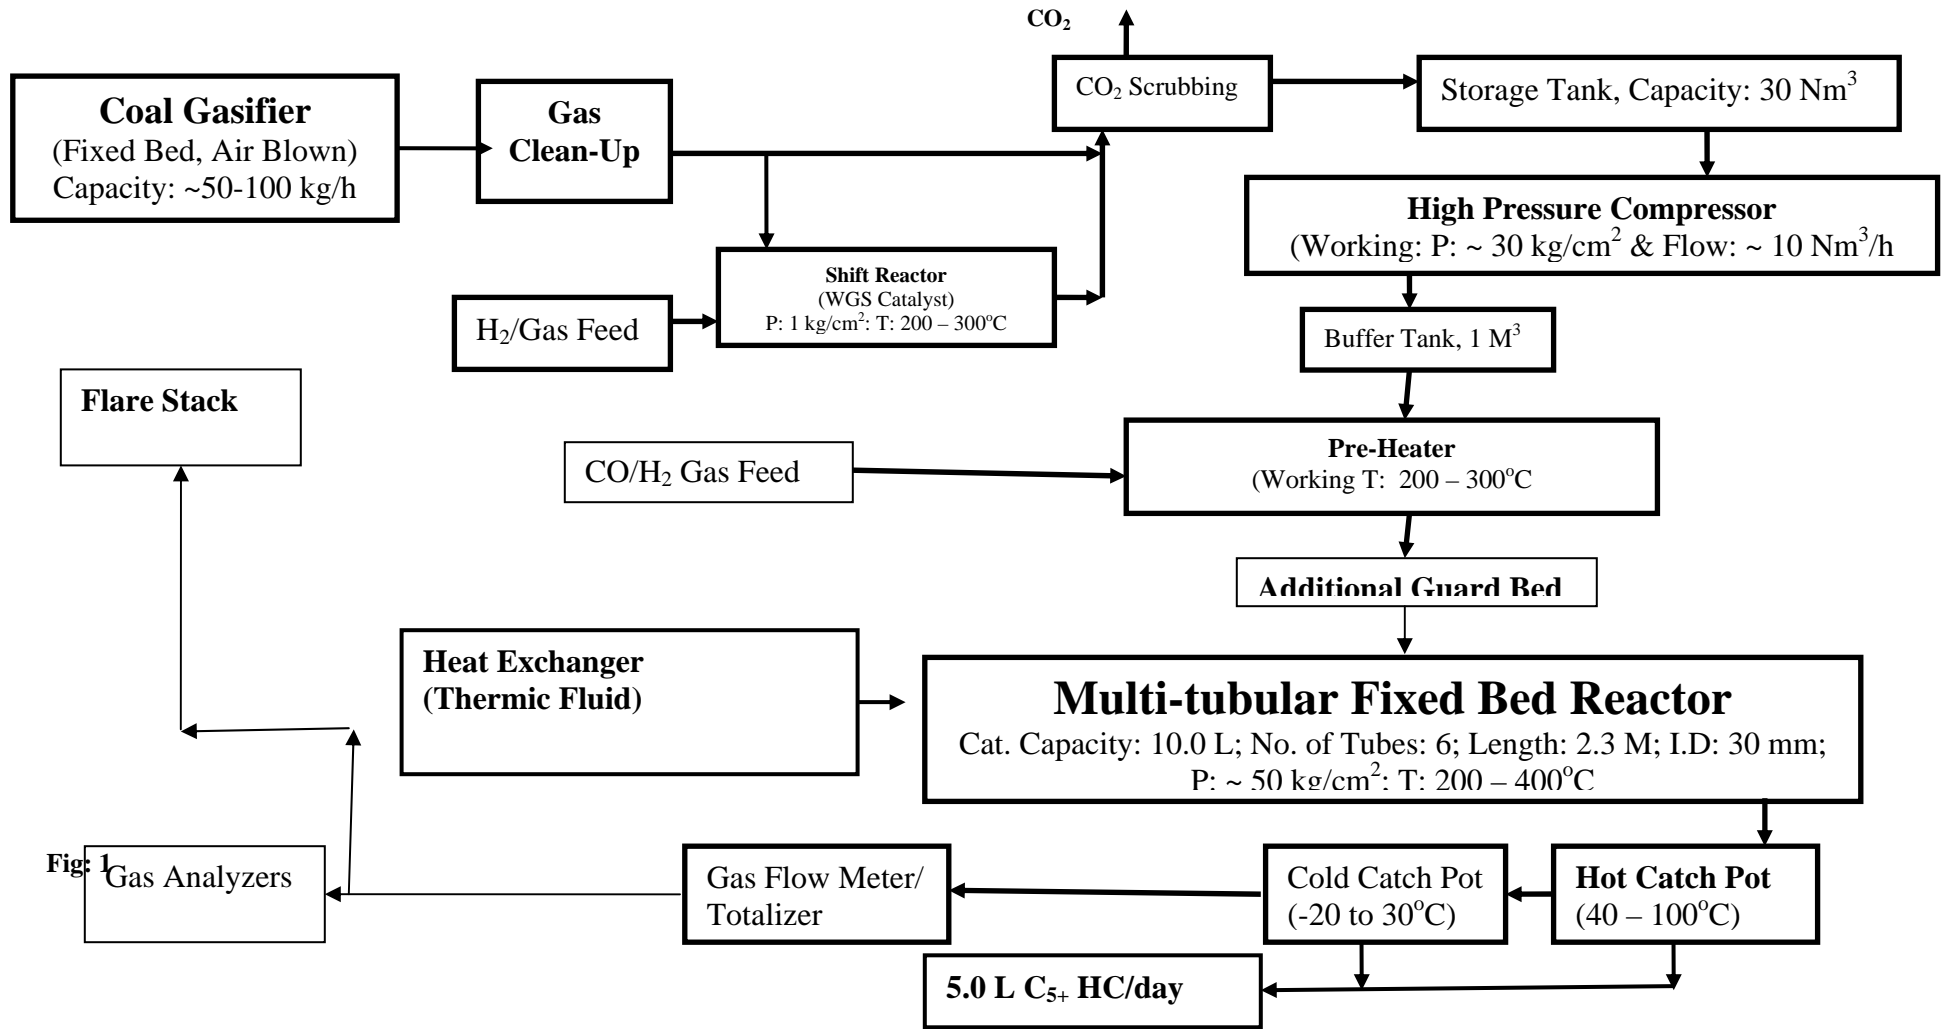 CO₂
Coal Gasifier
(Fixed Bed, Air Blown)
Capacity: ~50-100 kg/h
Gas
Clean-Up
CO₂ Scrubbing
Storage Tank, Capacity: 30 Nm³
High Pressure Compressor
(Working: P: ~ 30 kg/cm² & Flow: ~ 10 Nm³/h
Shift Reactor
(WGS Catalyst)
P: 1 kg/cm²: T: 200 – 300°C
H₂/Gas Feed
Buffer Tank, 1 M³
Flare Stack
CO/H₂ Gas Feed
Pre-Heater
(Working T: 200 – 300°C
Additional Guard Bed
Heat Exchanger
(Thermic Fluid)
Multi-tubular Fixed Bed Reactor
Cat. Capacity: 10.0 L; No. of Tubes: 6; Length: 2.3 M; I.D: 30 mm;
P: ~ 50 kg/cm²; T: 200 – 400°C
Fig: 1
Gas Analyzers
Gas Flow Meter/
Totalizer
Cold Catch Pot
(-20 to 30°C)
Hot Catch Pot
(40 – 100°C)
5.0 L C₅₊ HC/day